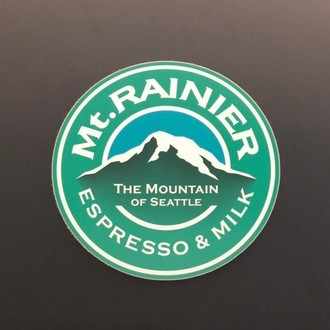 Mt. RAINIER
THE MOUNTAIN
OF SEATTLE
ESPRESSO & MILK